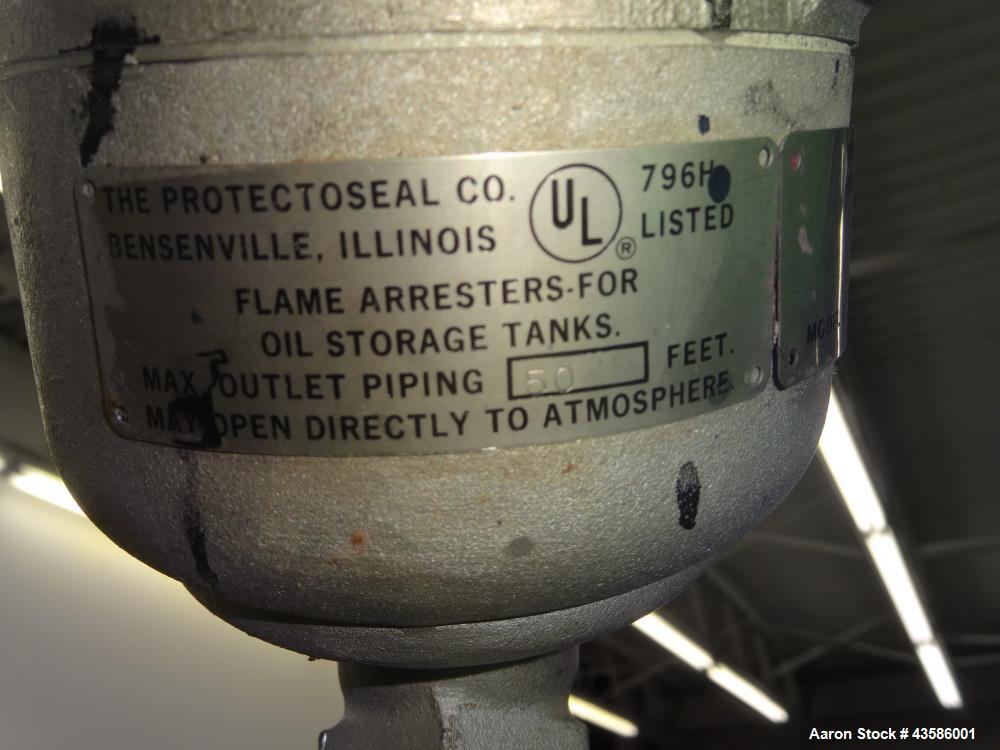 THE PROTECTOSEAL CO.
BENSENVILLE, ILLINOIS
UL ®
796H
LISTED
FLAME ARRESTERS-FOR
OIL STORAGE TANKS.
MAX. OUTLET PIPING 50 FEET.
MAY OPEN DIRECTLY TO ATMOSPHERE.
Aaron Stock # 43586001